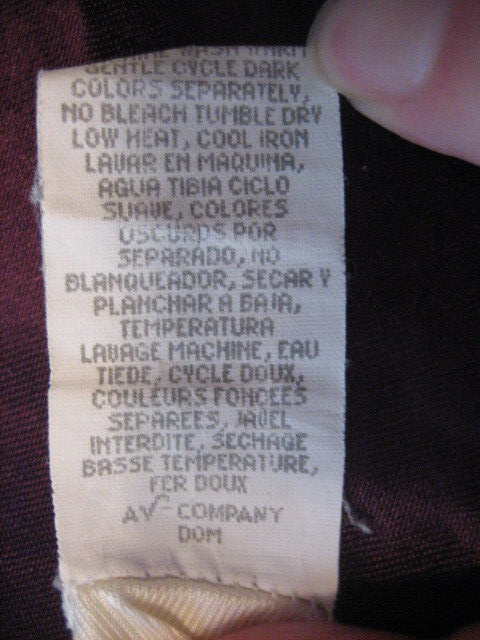 WASH WARM
GENTLE CYCLE DARK
COLORS SEPARATELY,
NO BLEACH TUMBLE DRY
LOW HEAT, COOL IRON
LAVAR EN MAQUINA,
AGUA TIBIA CICLO
SUAVE, COLORES
OSCUROS POR
SEPARADO, NO
BLANQUEADOR, SECAR Y
PLANCHAR A BAJA,
TEMPERATURA
LAVAGE MACHINE, EAU
TIEDE, CYCLE DOUX,
COULEURS FONCEES
SEPAREES, JAVEL
INTERDITE, SECHAGE
BASSE TEMPERATURE,
FER DOUX
COMPANY
DOM